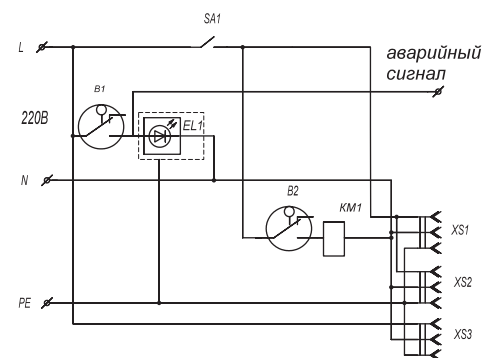 SA1
L
аварийный
сигнал
B1
220В
EL1
N
B2
KM1
XS1
XS2
PE
XS3